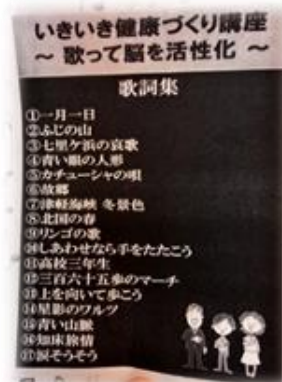 いきいき健康づくり講座
～ 歌って脳を活性化 ～
歌詞集
①一月一日
②ふじの山
③七里ケ浜の哀歌
④青い眼の人形
⑤カチューシャの唄
⑥故郷
⑦津軽海峡 冬景色
⑧北国の春
⑨リンゴの歌
⑩しあわせなら手をたたこう
⑪高校三年生
⑫三百六十五歩のマーチ
⑬上を向いて歩こう
⑭星影のワルツ
⑮青い山脈
⑯知床旅情
⑰涙そうそう